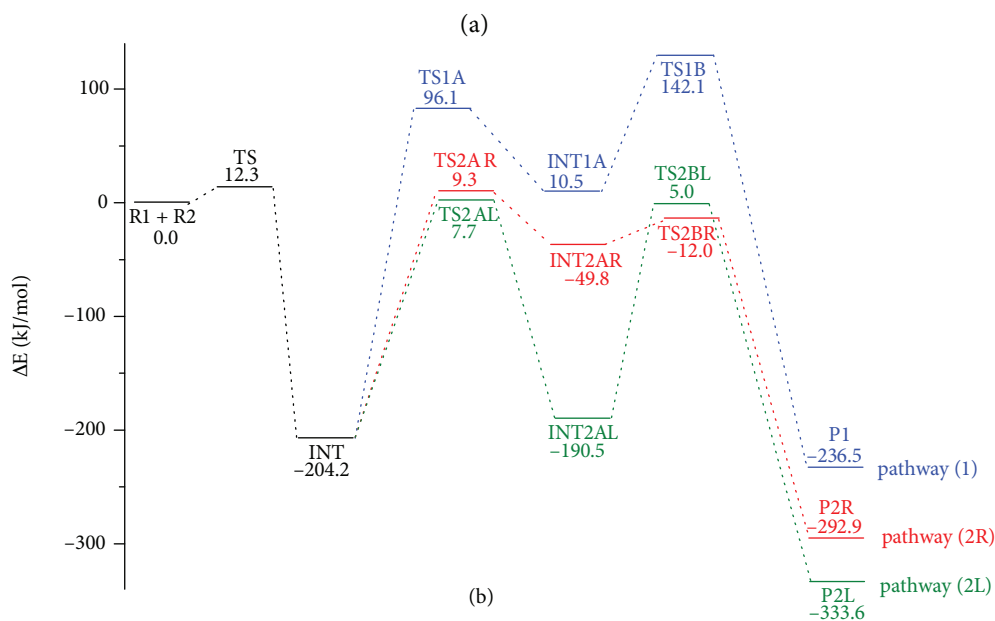 (a)
TS1B
142.1
TS1A
96.1
100
TS
12.3
TS2A R
9.3
INT1A
10.5
TS2BL
5.0
0
R1 + R2
0.0
TS2AL
7.7
TS2BR
−12.0
INT2AR
−49.8
−100
ΔE (kJ/mol)
−200
INT
−204.2
INT2AL
−190.5
P1
−236.5
pathway (1)
P2R
−292.9
−300
pathway (2R)
pathway (2L)
P2L
−333.6
(b)